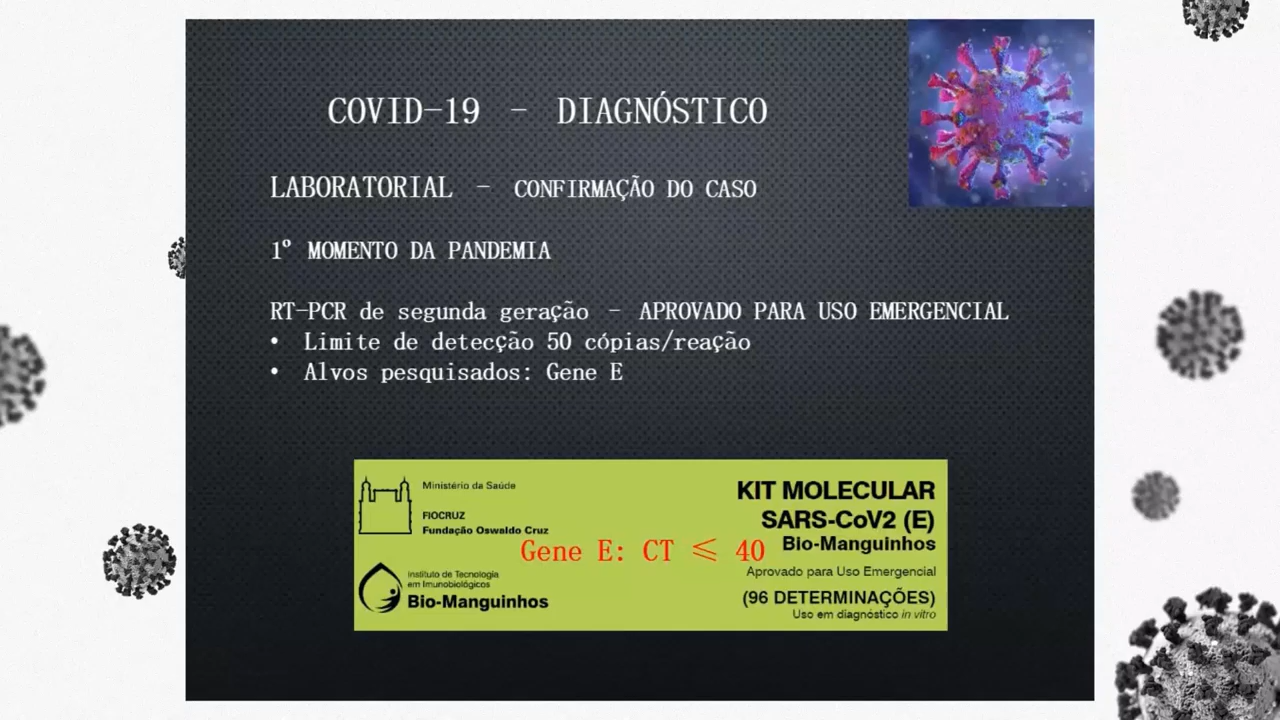 COVID-19 - DIAGNÓSTICO
LABORATORIAL - CONFIRMAÇÃO DO CASO
1º MOMENTO DA PANDEMIA
RT-PCR de segunda geração - APROVADO PARA USO EMERGENCIAL
• Limite de detecção 50 cópias/reação
• Alvos pesquisados: Gene E
Ministério da Saúde
FIOCRUZ
Fundação Oswaldo Cruz
Instituto de Tecnologia
em Imunobiológicos
Bio-Manguinhos
Gene E: CT ≤ 40
KIT MOLECULAR
SARS-CoV2 (E)
Bio-Manguinhos
Aprovado para Uso Emergencial
(96 DETERMINAÇÕES)
Uso em diagnóstico in vitro